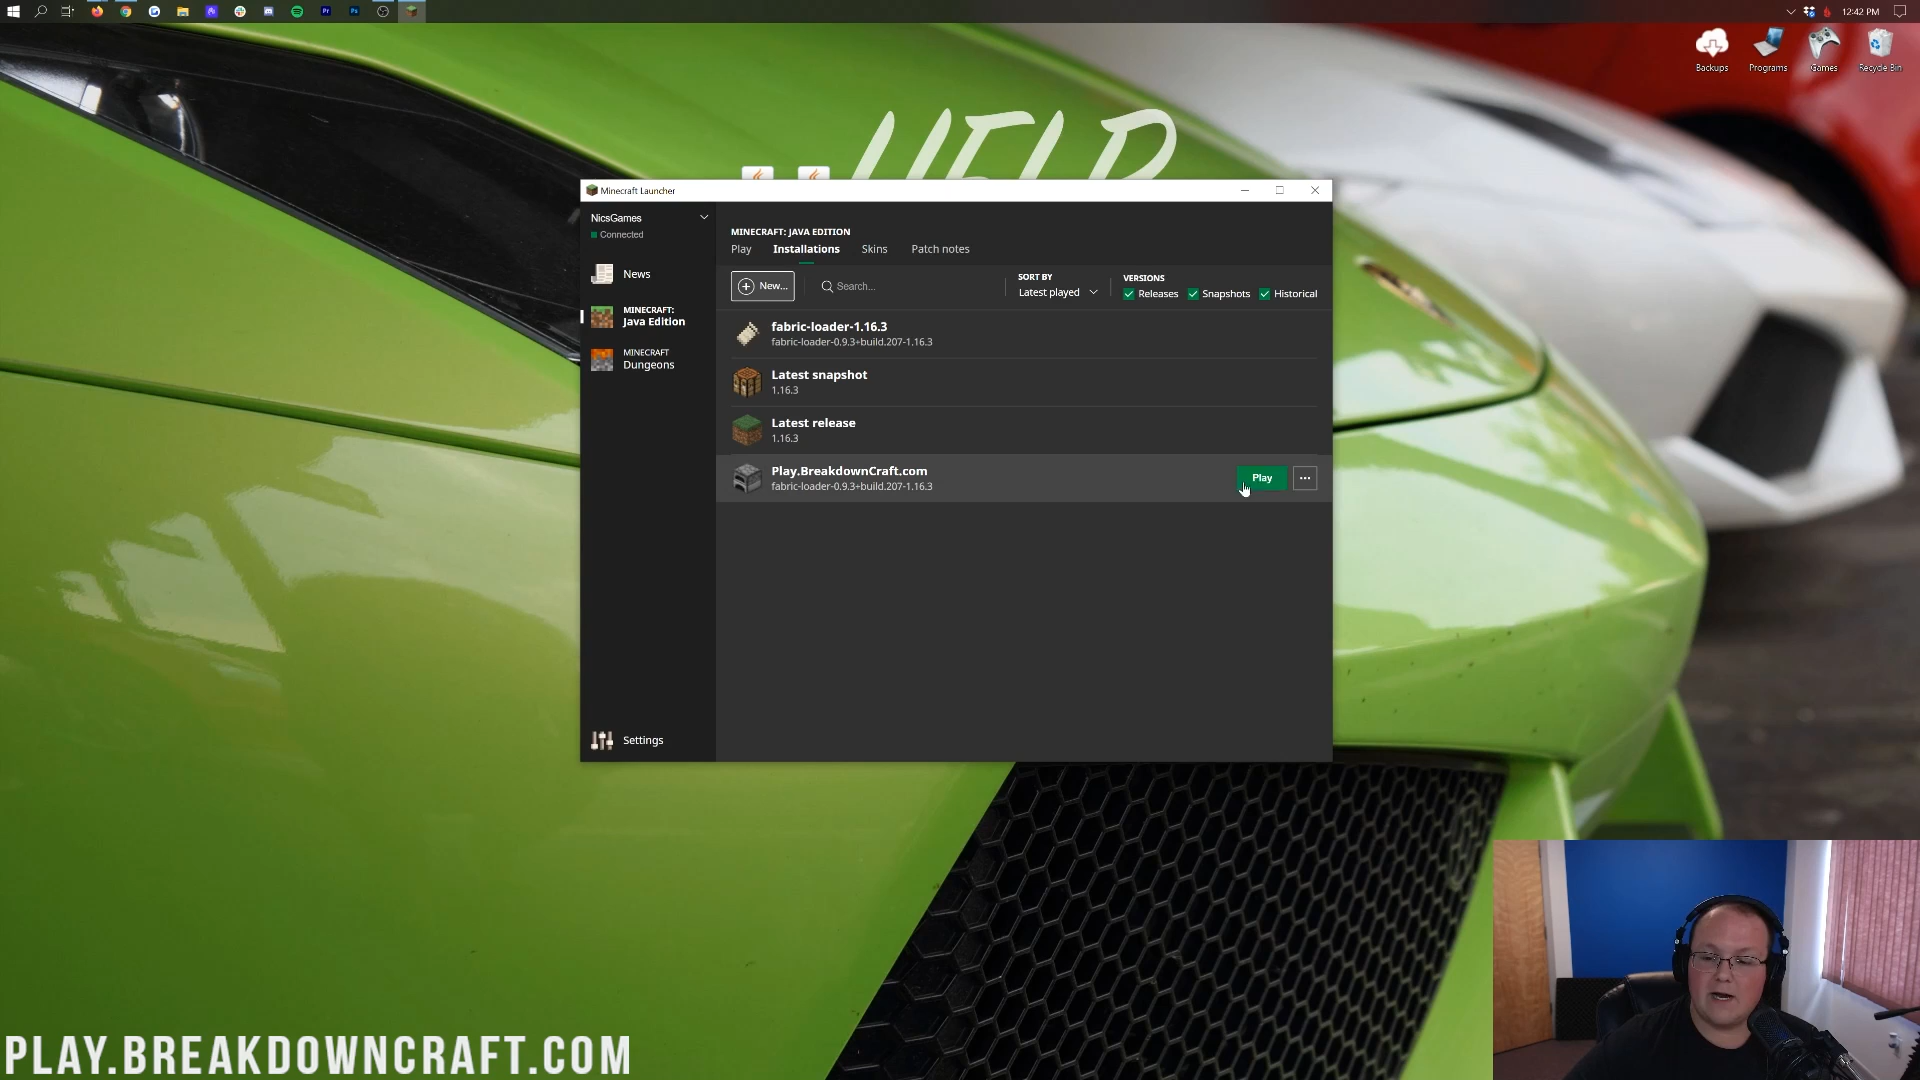 12:42 PM
Backups
Programs
Games
Recycle Bin
HELP
Minecraft Launcher
NicsGames
Connected
News
MINECRAFT:
Java Edition
MINECRAFT
Dungeons
Settings
MINECRAFT: JAVA EDITION
Play
Installations
Skins
Patch notes
New...
Search...
SORT BY
Latest played
VERSIONS
Releases
Snapshots
Historical
fabric-loader-1.16.3
fabric-loader-0.9.3+build.207-1.16.3
Latest snapshot
1.16.3
Latest release
1.16.3
Play.BreakdownCraft.com
fabric-loader-0.9.3+build.207-1.16.3
Play
PLAY.BREAKDOWNCRAFT.COM